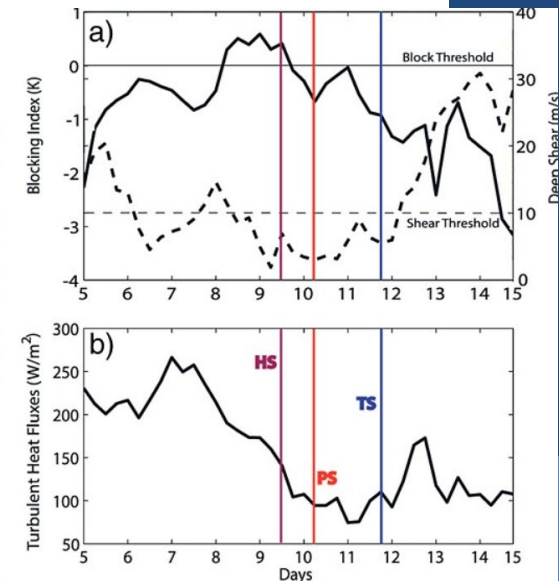 a)
Blocking Index (K)
1
0
-1
-2
-3
-4
Block Threshold
Shear Threshold
40
30
20
10
0
Deep Shear (m/s)
5 6 7 8 9 10 11 12 13 14 15
b)
Turbulent Heat Fluxes (W/m²)
300
250
200
150
100
50
HS
TS
PS
5 6 7 8 9 10 11 12 13 14 15
Days